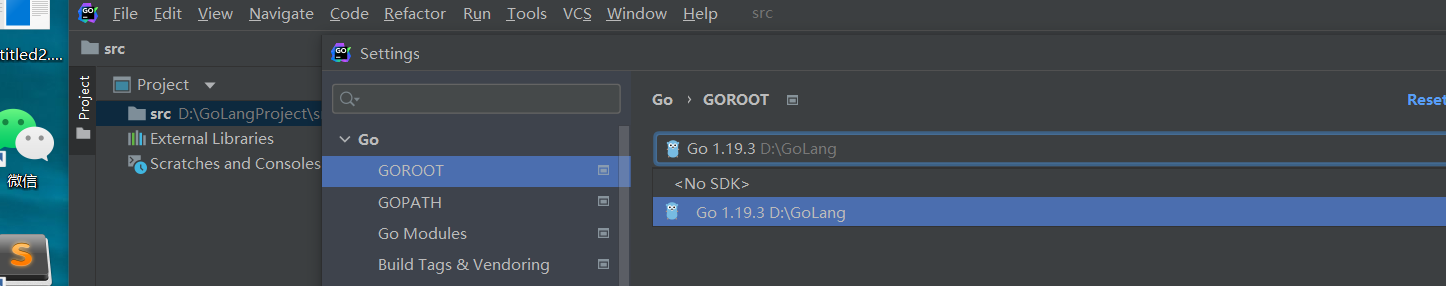 File Edit View Navigate Code Refactor Run Tools VCS Window Help src
titled2....
src
Settings
Project
Project
src D:\GoLangProject\s
External Libraries
Scratches and Consoles
微信
S
Go
GOROOT
GOPATH
Go Modules
Build Tags & Vendoring
Go › GOROOT
Reset
Go 1.19.3 D:\GoLang
<No SDK>
Go 1.19.3 D:\GoLang